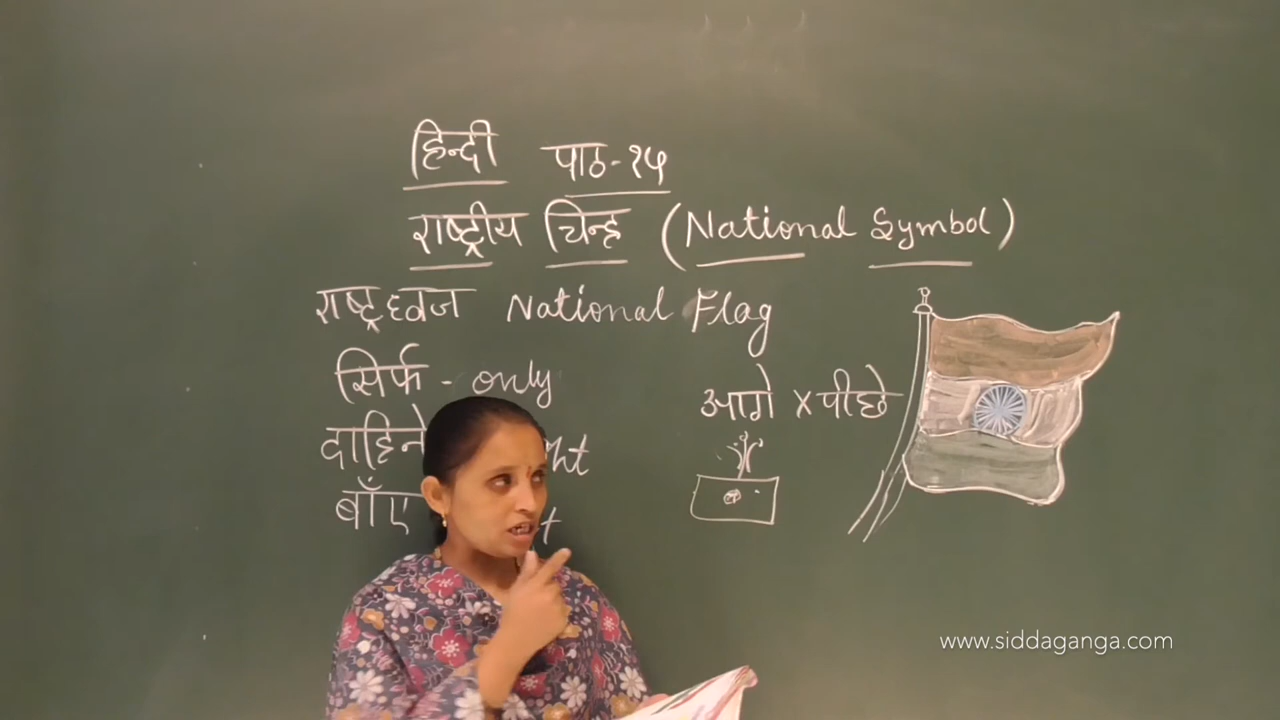 हिन्दी पाठ-१५
राष्ट्रीय चिन्ह (National Symbol)
राष्ट्रध्वज National Flag
सिर्फ - only
आगे x पीछे
दाहिने
बाँए
www.siddaganga.com